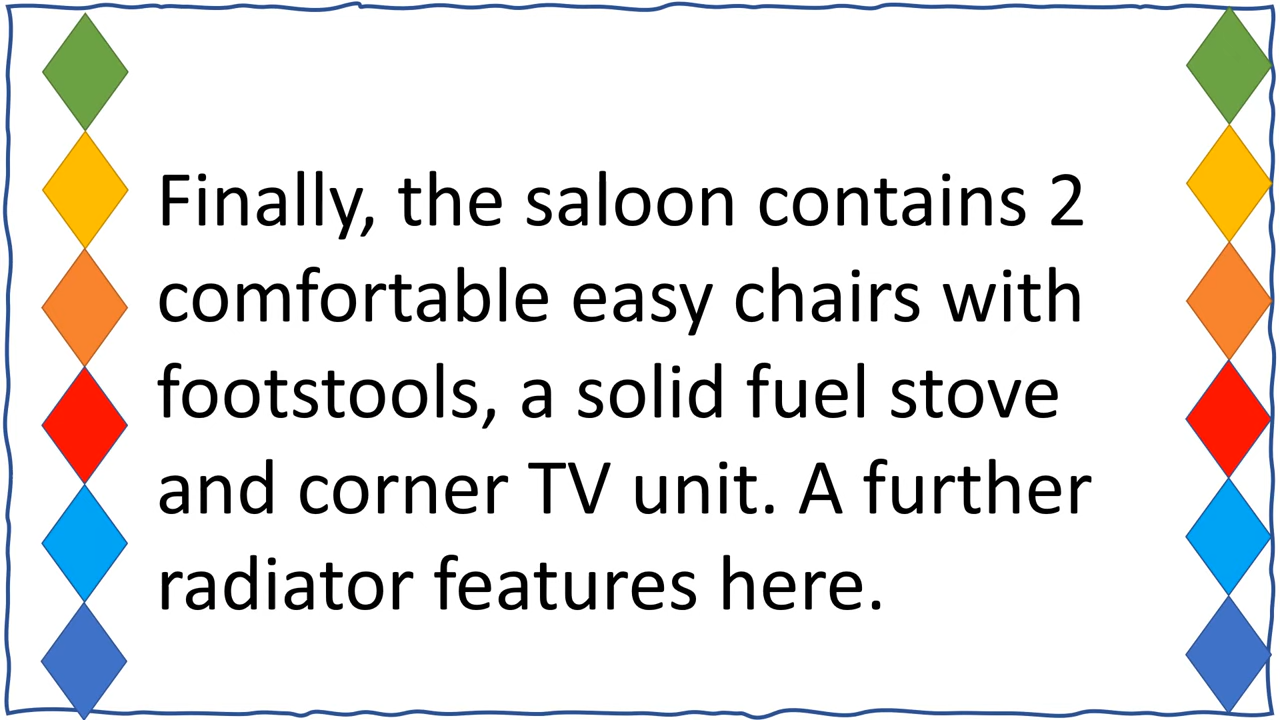 Finally, the saloon contains 2
comfortable easy chairs with
footstools, a solid fuel stove
and corner TV unit. A further
radiator features here.